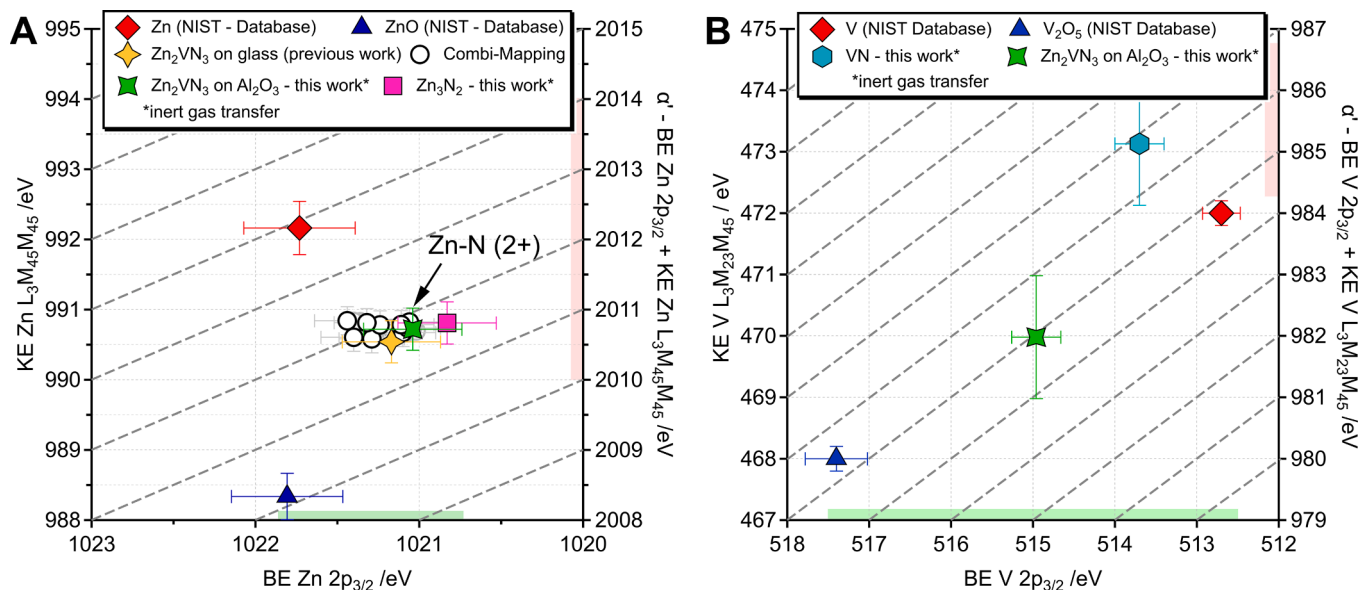 A
Zn (NIST - Database)
ZnO (NIST - Database)
Zn₂VN₃ on glass (previous work)
Combi-Mapping
Zn₂VN₃ on Al₂O₃ - this work*
Zn₃N₂ - this work*
*inert gas transfer
995
994
993
992
991
990
989
988
KE Zn L₃M₄₅M₄₅ /eV
Zn-N (2+)
2015
2014
2013
2012
2011
2010
2009
2008
α' - BE Zn 2p₃/₂ + KE Zn L₃M₄₅M₄₅ /eV
1023
1022
1021
1020
BE Zn 2p₃/₂ /eV
B
V (NIST Database)
V₂O₅ (NIST Database)
VN - this work*
Zn₂VN₃ on Al₂O₃ - this work*
*inert gas transfer
475
474
473
472
471
470
469
468
467
KE V L₃M₂₃M₄₅ / eV
987
986
985
984
983
982
981
980
979
α' - BE V 2p₃/₂ + KE V L₃M₂₃M₄₅ /eV
518
517
516
515
514
513
512
BE V 2p₃/₂ /eV